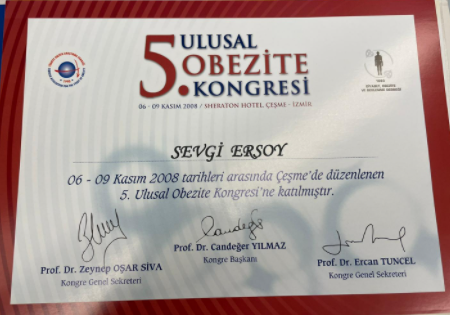 5. ULUSAL
OBEZİTE
KONGRESİ
06 - 09 KASIM 2008 / SHERATON HOTEL ÇEŞME - İZMİR
SEVGİ ERSOY
06 - 09 Kasım 2008 tarihleri arasında Çeşme'de düzenlenen
5. Ulusal Obezite Kongresi'ne katılmıştır.
Prof. Dr. Zeynep OŞAR SİVA
Kongre Genel Sekreteri
Prof. Dr. Candeğer YILMAZ
Kongre Başkanı
Prof. Dr. Ercan TUNCEL
Kongre Genel Sekreteri